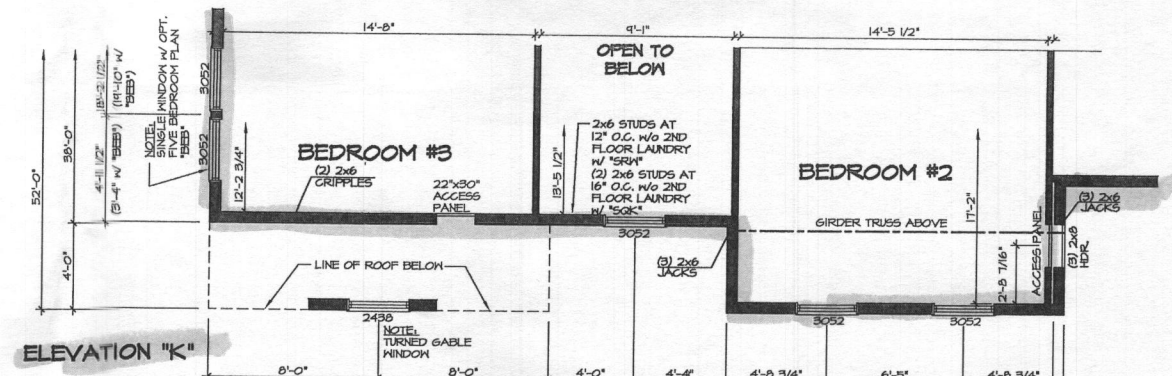 14'-8"
9'-1"
14'-5 1/2"
OPEN TO
BELOW
3052
3052
NOTE:
SINGLE WINDOW W/ OPT.
FIVE BEDROOM PLAN
"BEB"
18'-2 1/2"
(19'-10" W/
"BEB")
4'-11 1/2"
(3'-4" W/ "BEB")
38'-0"
52'-0"
4'-0"
12'-2 3/4"
BEDROOM #3
(2) 2x6
CRIPPLES
22"x30"
ACCESS
PANEL
13'-5 1/2"
2x6 STUDS AT
12" O.C. W/o 2ND
FLOOR LAUNDRY
W/ "SRW"
(2) 2x6 STUDS AT
16" O.C. W/o 2ND
FLOOR LAUNDRY
W/ "SQK"
3052
BEDROOM #2
17'-2"
GIRDER TRUSS ABOVE
(3) 2x6
JACKS
(3) 2x6
JACKS
(3) 2x8
HDR.
ACCESS PANEL
2'-8 7/16"
LINE OF ROOF BELOW
2438
NOTE:
TURNED GABLE
WINDOW
3052
3052
ELEVATION "K"
8'-0"
8'-0"
4'-0"
4'-4"
4'-8 3/4"
6'-5"
4'-8 3/4"